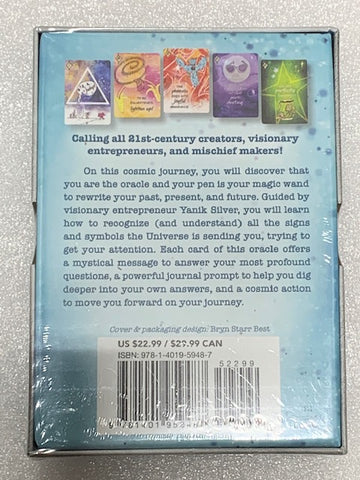 Calling all 21st-century creators, visionary
entrepreneurs, and mischief makers!
On this cosmic journey, you will discover that
you are the oracle and your pen is your magic wand
to rewrite your past, present, and future. Guided by
visionary entrepreneur Yanik Silver, you will learn
how to recognize (and understand) all the signs
and symbols the Universe is sending you, trying to
get your attention. Each card of this oracle offers
a mystical message to answer your most profound
questions, a powerful journal prompt to help you dig
deeper into your own answers, and a cosmic action
to move you forward on your journey.
Cover & packaging design: Bryn Starr Best
US $22.99 / $29.99 CAN
ISBN: 978-1-4019-5948-7
52299